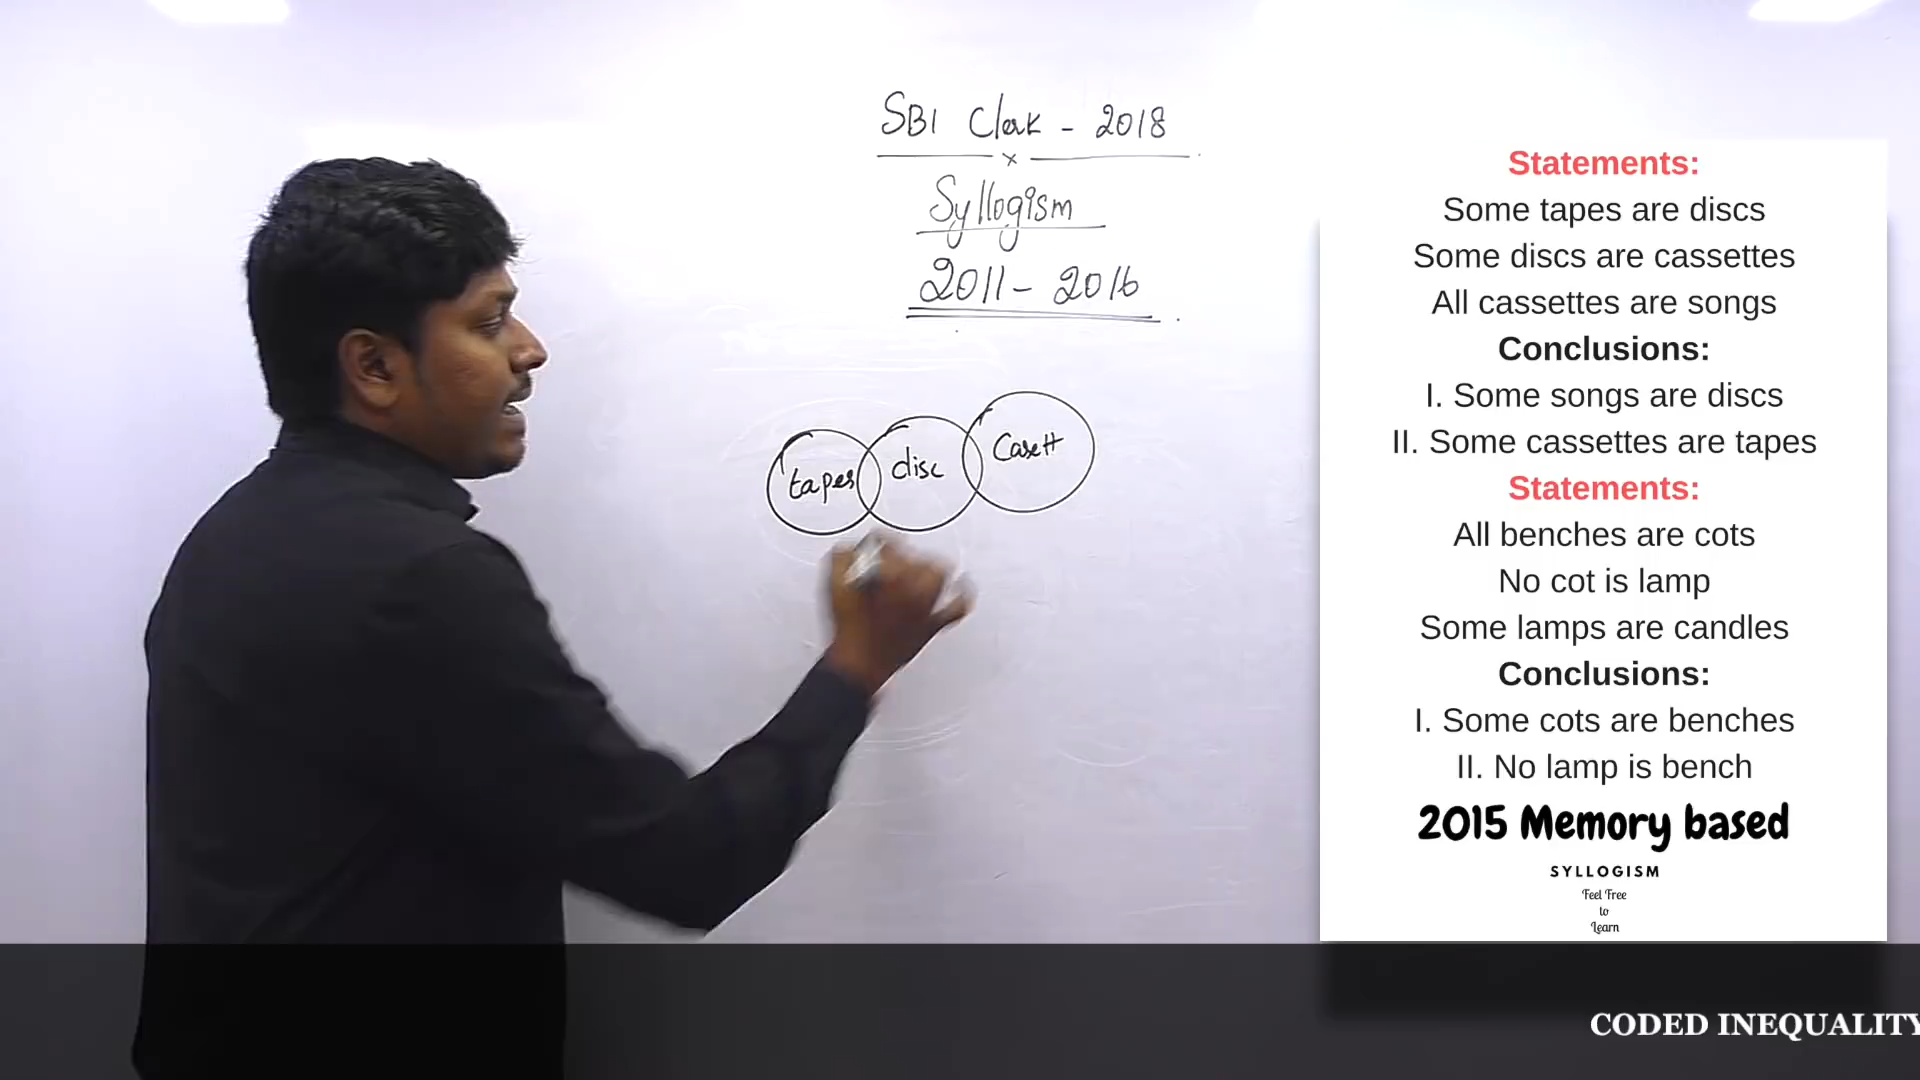 SBI Clerk - 2018
x
Syllogism
2011 - 2016
tapes
disc
Casett
Statements:
Some tapes are discs
Some discs are cassettes
All cassettes are songs
Conclusions:
I. Some songs are discs
II. Some cassettes are tapes
Statements:
All benches are cots
No cot is lamp
Some lamps are candles
Conclusions:
I. Some cots are benches
II. No lamp is bench
2015 Memory based
SYLLOGISM
Feel Free
to
Learn
CODED INEQUALITY